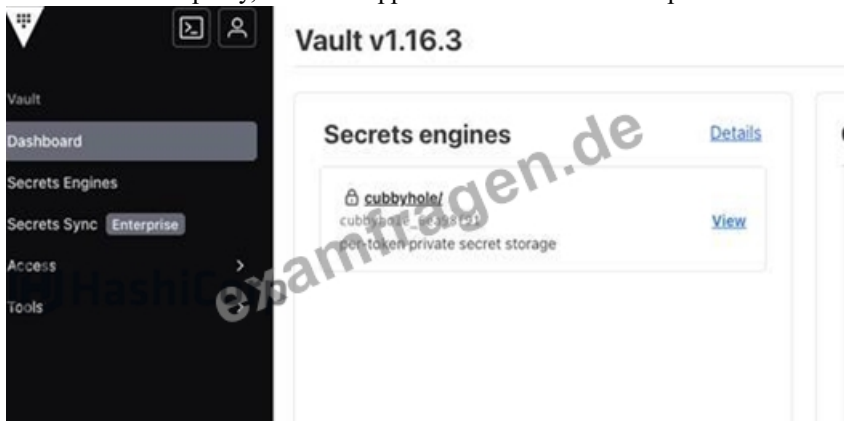 Vault v1.16.3
Vault
Dashboard
Secrets Engines
Secrets Sync Enterprise
Access
Tools
Secrets engines
Details
cubbyhole/
per-token private secret storage
View
examfragen.de
HashiCorp